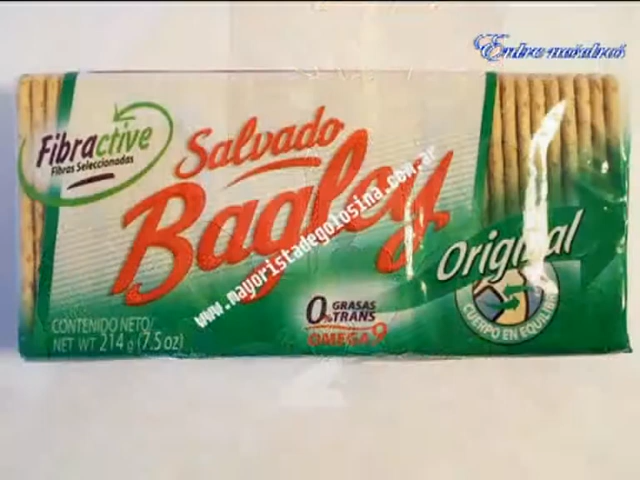 Entre nosotros
Fibractive
Fibras Seleccionadas
Salvado
Bagley
www.mayoristadegolosina.com.ar
Original
CONTENIDO NETO/
NET WT 214 g (7.5 oz)
0% GRASAS
TRANS
OMEGA 9
CUERPO EN EQUILIBRIO